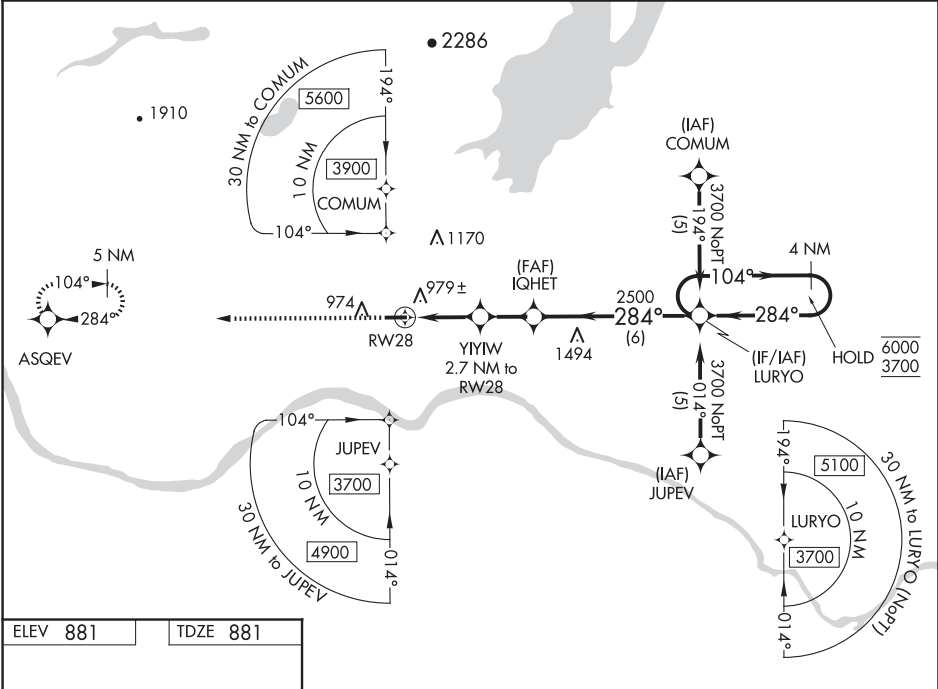 2286
1910
30 NM to COMUM
5600
194°
10 NM
3900
COMUM
104°
(IAF)
COMUM
3700 NoPT
194°
(5)
1170
5 NM
104°
284°
ASQEV
974
979±
RW28
(FAF)
IQHET
YIYIW
2.7 NM to
RW28
2500
284°
(6)
1494
104°
4 NM
284°
(IF/IAF)
LURYO
HOLD
6000
3700
3700 NoPT
014°
(5)
(IAF)
JUPEV
104°
JUPEV
10 NM
3700
4900
30 NM to JUPEV
014°
194°
5100
30 NM to LURYO (NoPT)
10 NM
LURYO
3700
014°
ELEV 881
TDZE 881